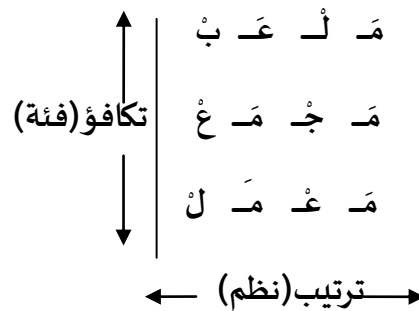 مَـ لْـ عَـ بْ
تكافؤ(فئة) مَـ جْـ مَـ عْ
مَـ عْـ مَـ لْ
ترتيب(نظم)